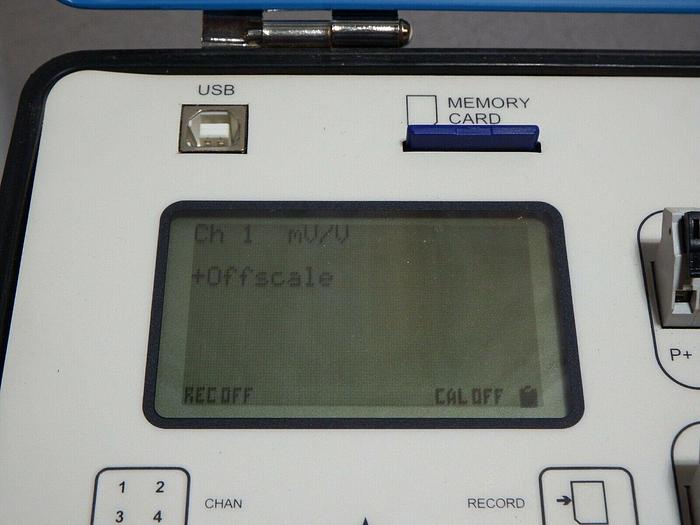 USB
MEMORY
CARD
Ch 1 mV/V
+Offscale
REC OFF CAL OFF
P+
1 2
3 4
CHAN
RECORD